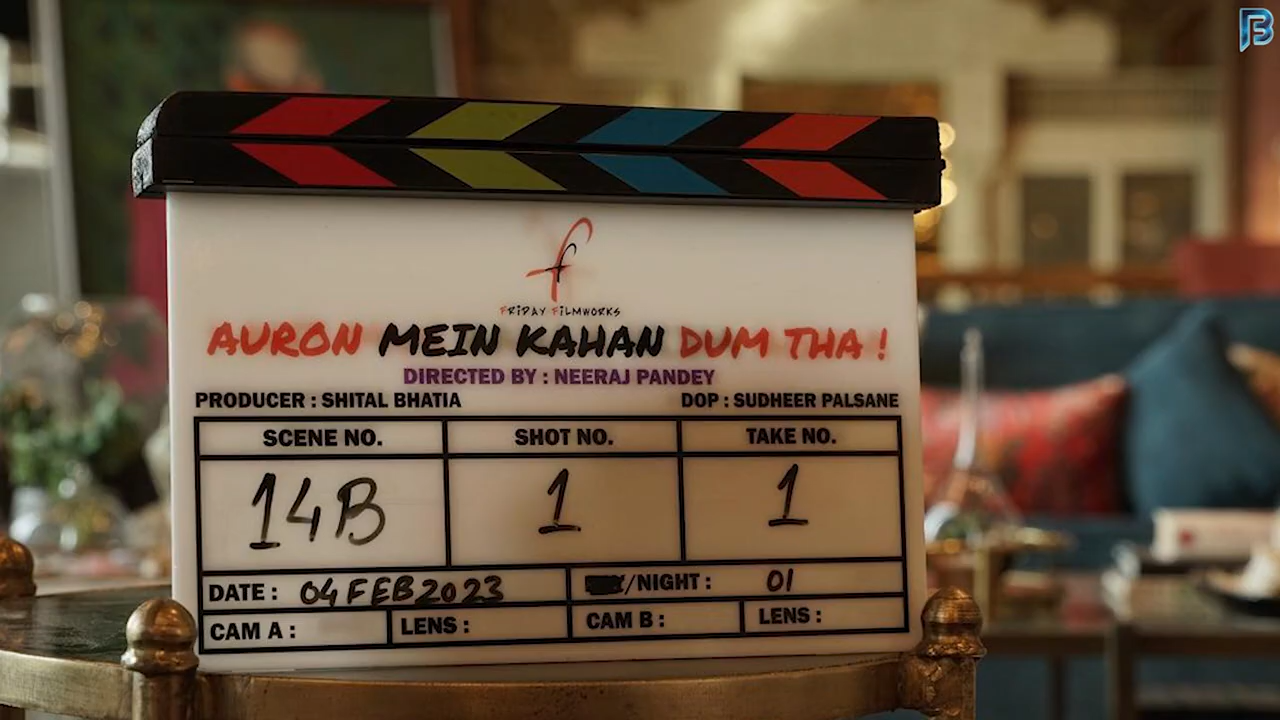 FRIDAY FILMWORKS
AURON MEIN KAHAN DUM THA !
DIRECTED BY : NEERAJ PANDEY
PRODUCER : SHITAL BHATIA DOP : SUDHEER PALSANE
SCENE NO. SHOT NO. TAKE NO.
14B 1 1
DATE : 04 FEB 2023 /NIGHT : 01
CAM A : LENS : CAM B : LENS :